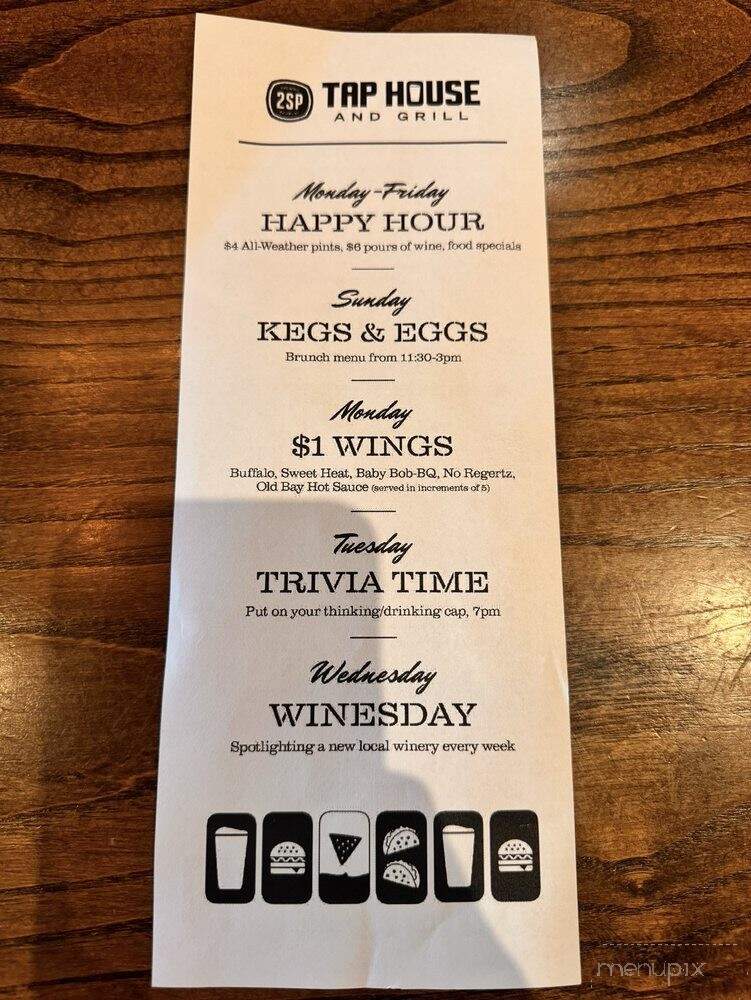 2SP TAP HOUSE
AND GRILL
Monday-Friday
HAPPY HOUR
$4 All-Weather pints, $6 pours of wine, food specials
Sunday
KEGS & EGGS
Brunch menu from 11:30-3pm
Monday
$1 WINGS
Buffalo, Sweet Heat, Baby Bob-BQ, No Regertz,
Old Bay Hot Sauce (served in increments of 5)
Tuesday
TRIVIA TIME
Put on your thinking/drinking cap, 7pm
Wednesday
WINESDAY
Spotlighting a new local winery every week
menupix